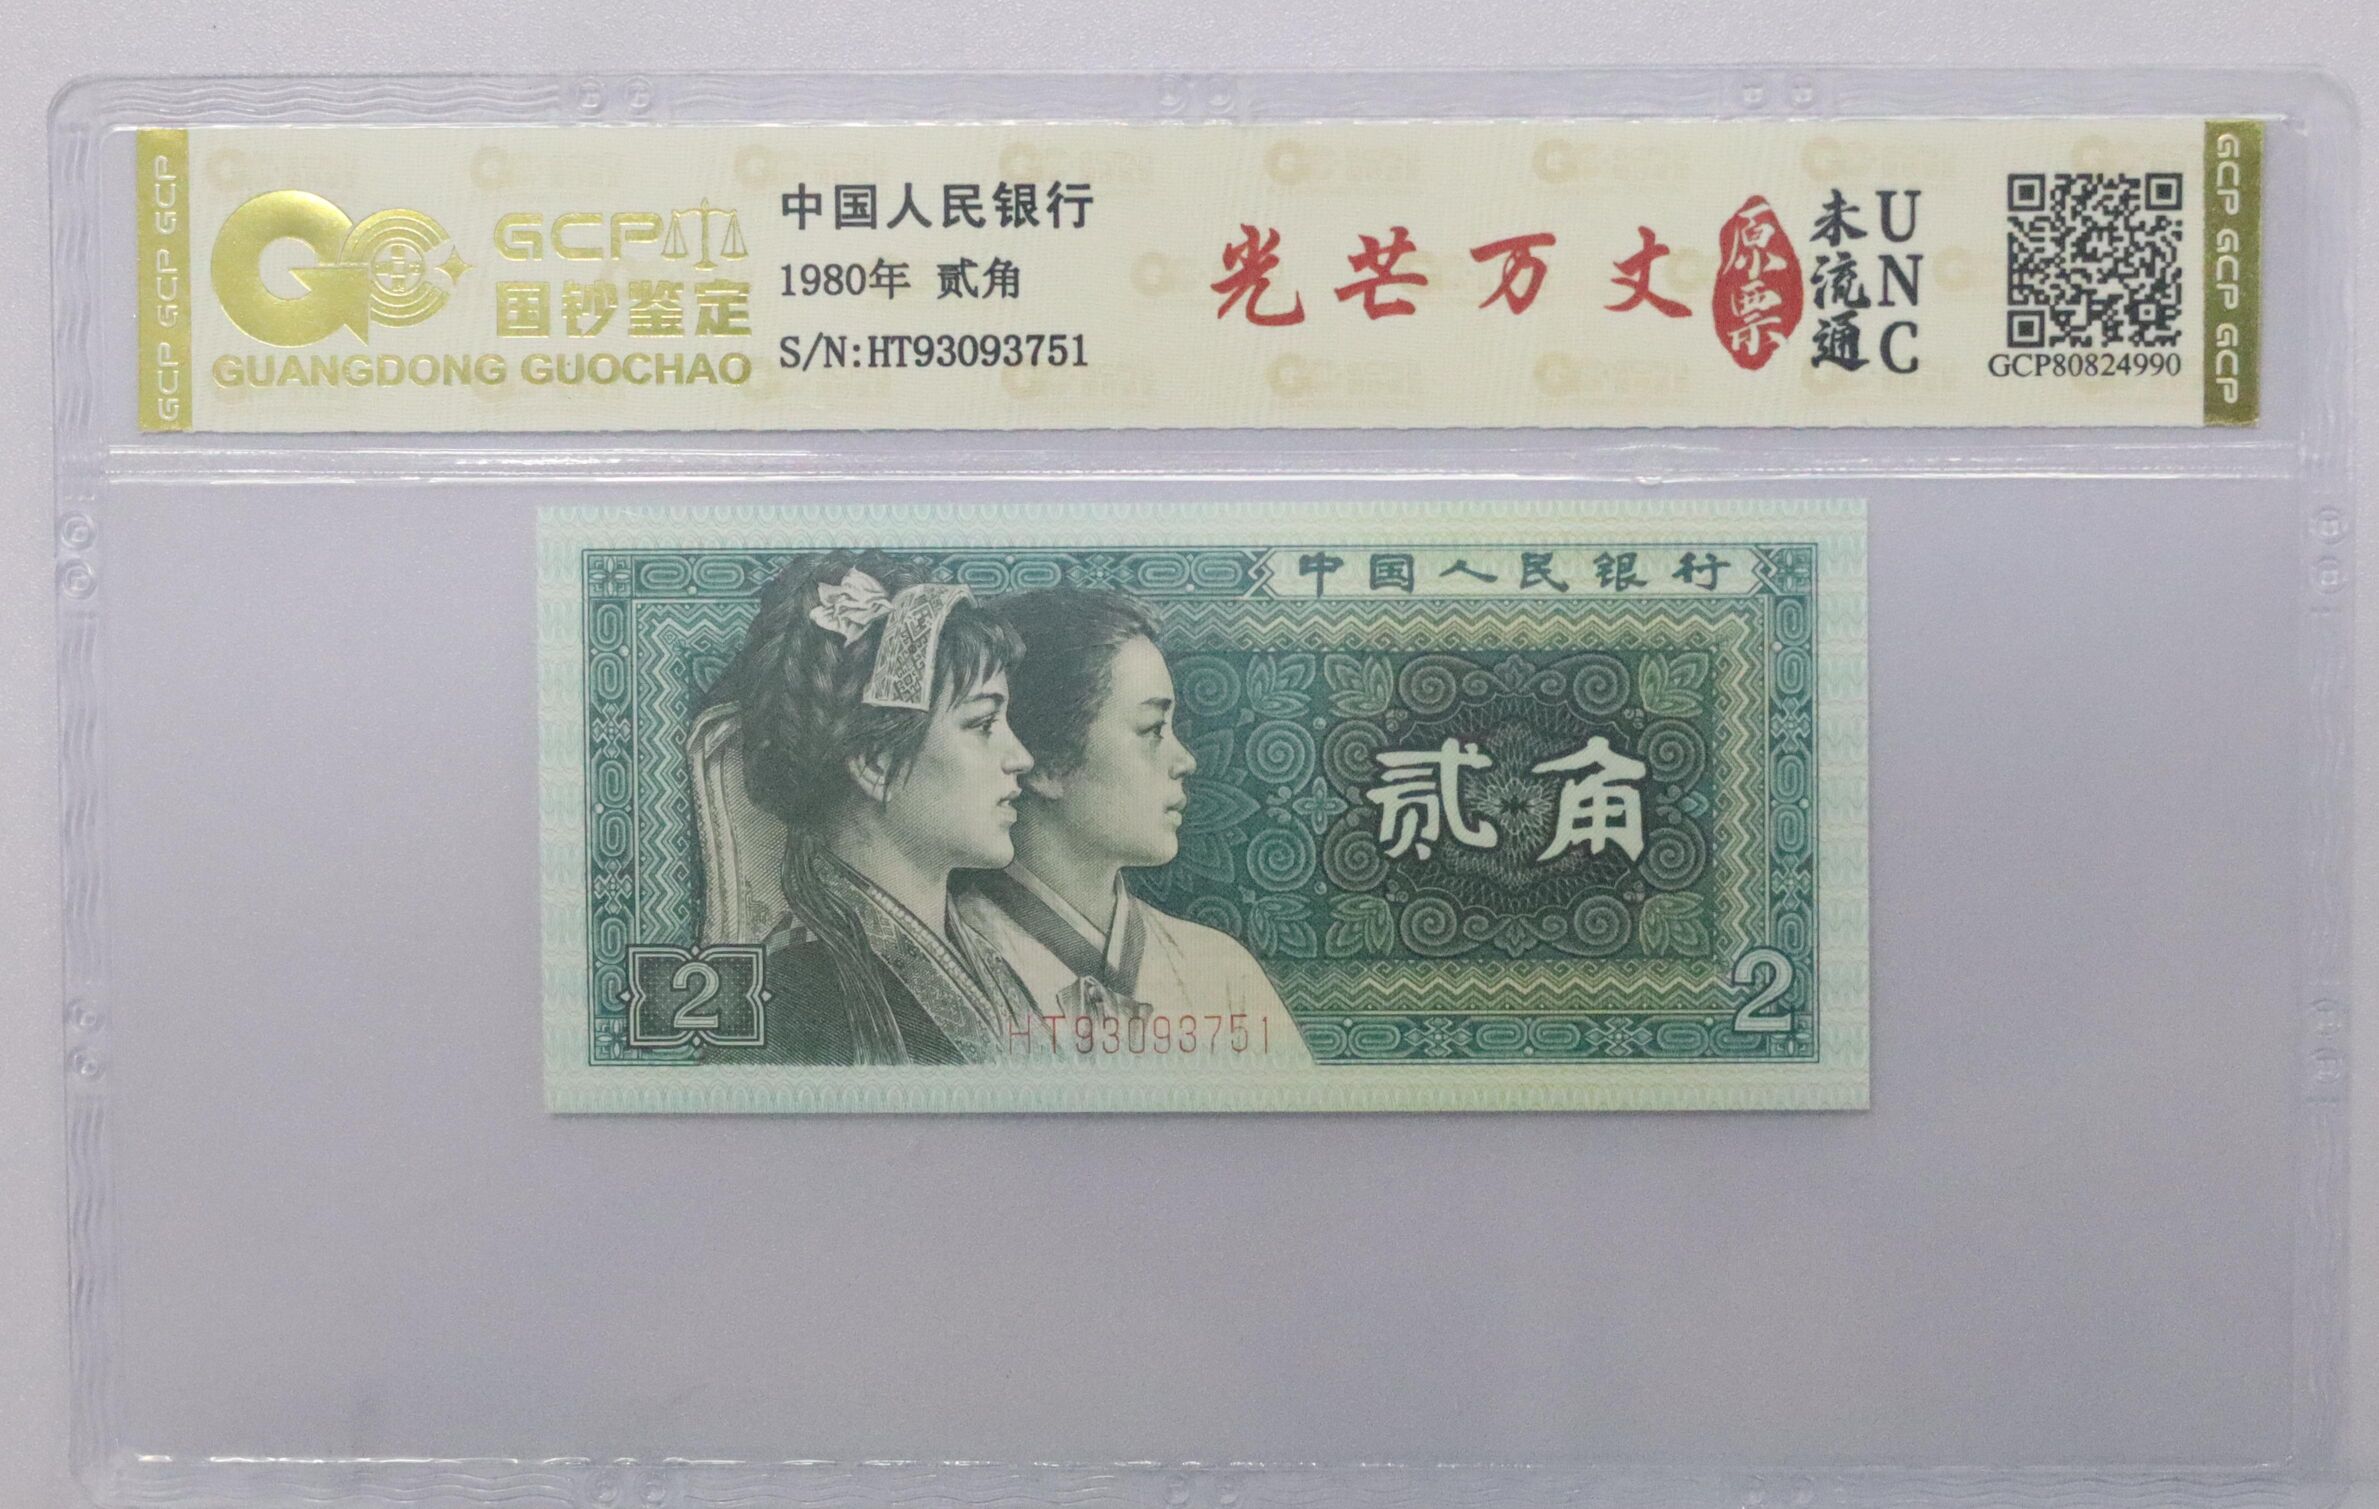 GCP GCP GCP
GCP
国钞鉴定
GUANGDONG GUOCHAO
中国人民银行
1980年 贰角
S/N:HT93093751
光芒万丈
原票
未流通
UNC
GCP80824990
GCP GCP GCP
中国人民银行
贰角
2
2
HT93093751